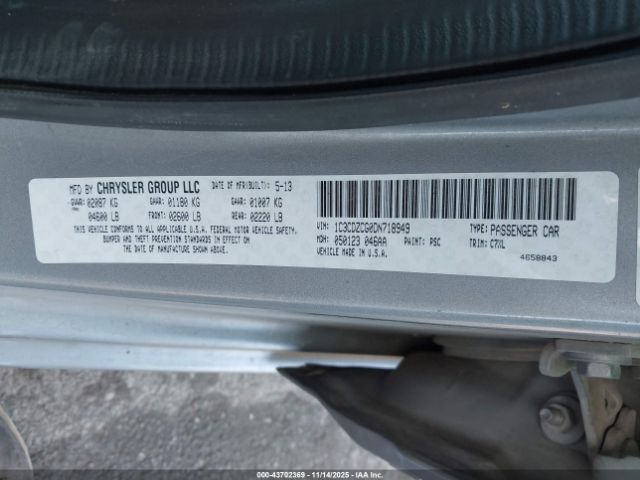 MFD BY CHRYSLER GROUP LLC DATE OF MFR(BUILT): 5-13
GVWR: 02087 KG GAWR: 01180 KG GAWR: 01007 KG
04600 LB FRONT: 02600 LB REAR: 02220 LB
THIS VEHICLE CONFORMS TO ALL APPLICABLE U.S.A. FEDERAL MOTOR VEHICLE SAFETY,
BUMPER AND THEFT PREVENTION STANDARDS IN EFFECT ON
THE DATE OF MANUFACTURE SHOWN ABOVE.
VIN: 1C3CDZCG0DN718949 TYPE: PASSENGER CAR
MDH: 050123 046AA PAINT: PSC TRIM: C7XL
VEHICLE MADE IN U.S.A. 4658843
000-43702369 - 11/14/2025 - IAAI.COM